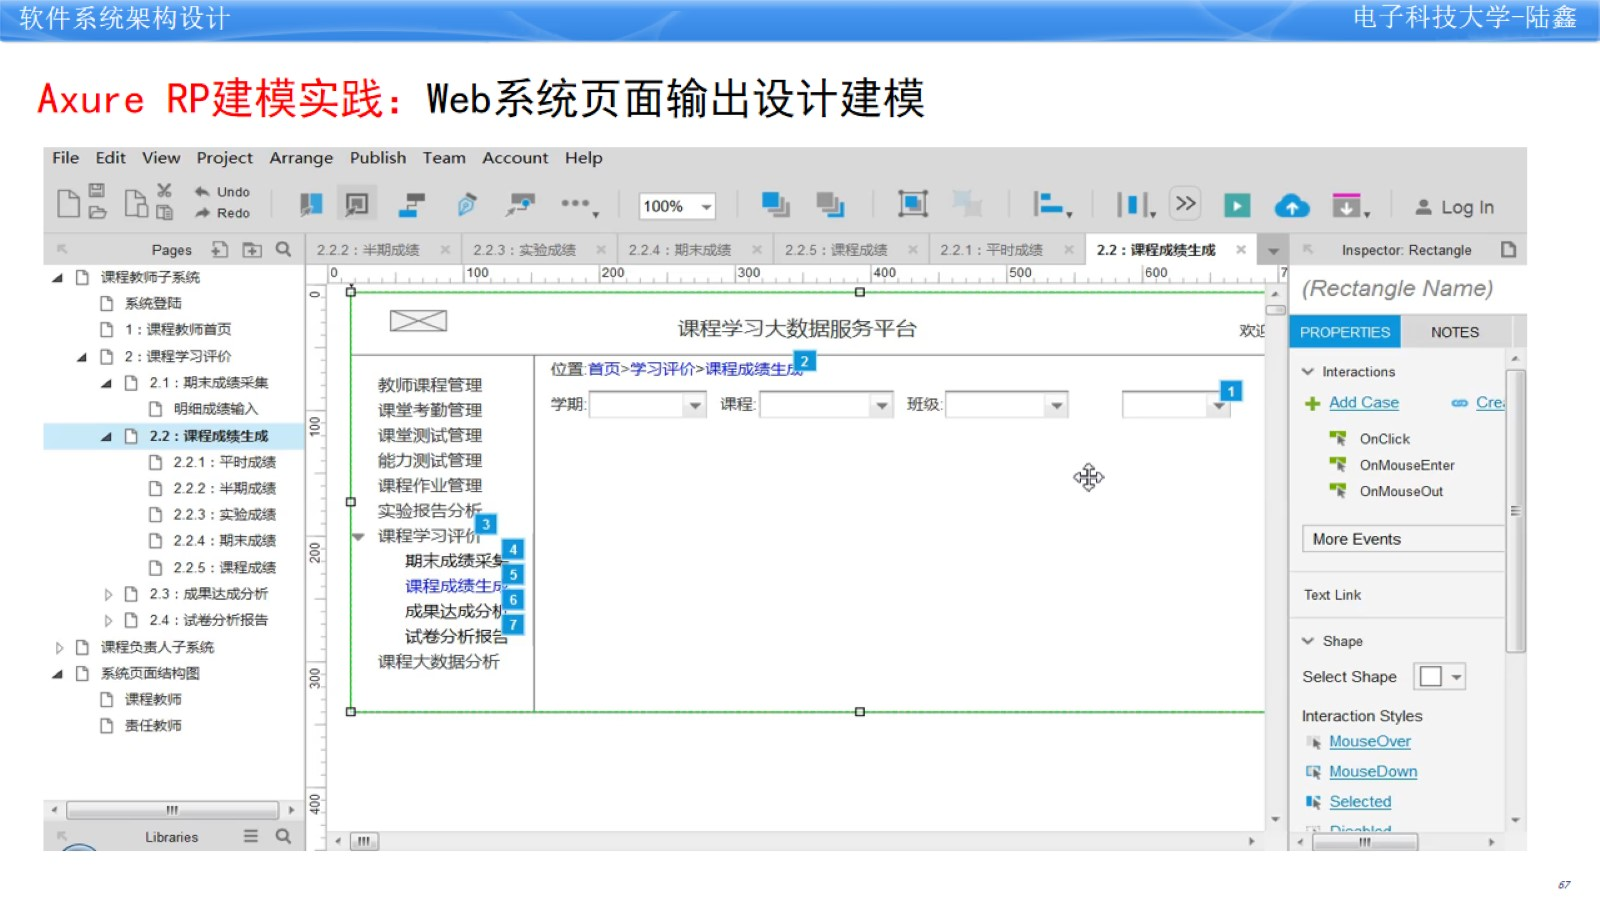 软件系统架构设计
电子科技大学-陆鑫
Axure RP建模实践：Web系统页面输出设计建模
File Edit View Project Arrange Publish Team Account Help
Undo
Redo
100%
Log In
Pages
2.2.2：半期成绩
2.2.3：实验成绩
2.2.4：期末成绩
2.2.5：课程成绩
2.2.1：平时成绩
2.2：课程成绩生成
Inspector: Rectangle
课程教师子系统
系统登陆
1：课程教师首页
2：课程学习评价
2.1：期末成绩采集
明细成绩输入
2.2：课程成绩生成
2.2.1：平时成绩
2.2.2：半期成绩
2.2.3：实验成绩
2.2.4：期末成绩
2.2.5：课程成绩
2.3：成果达成分析
2.4：试卷分析报告
课程负责人子系统
系统页面结构图
课程教师
责任教师
Libraries
0 100 200 300 400 500 600 7
0
100
200
300
400
课程学习大数据服务平台
欢迎
位置:首页>学习评价>课程成绩生成
2
学期:
课程:
班级:
1
教师课程管理
课堂考勤管理
课堂测试管理
能力测试管理
课程作业管理
实验报告分析
3
课程学习评价
4
期末成绩采集
5
课程成绩生成
6
成果达成分析
7
试卷分析报告
课程大数据分析
(Rectangle Name)
PROPERTIES
NOTES
Interactions
Add Case
Crea
OnClick
OnMouseEnter
OnMouseOut
More Events
Text Link
Shape
Select Shape
Interaction Styles
MouseOver
MouseDown
Selected
Disabled
67